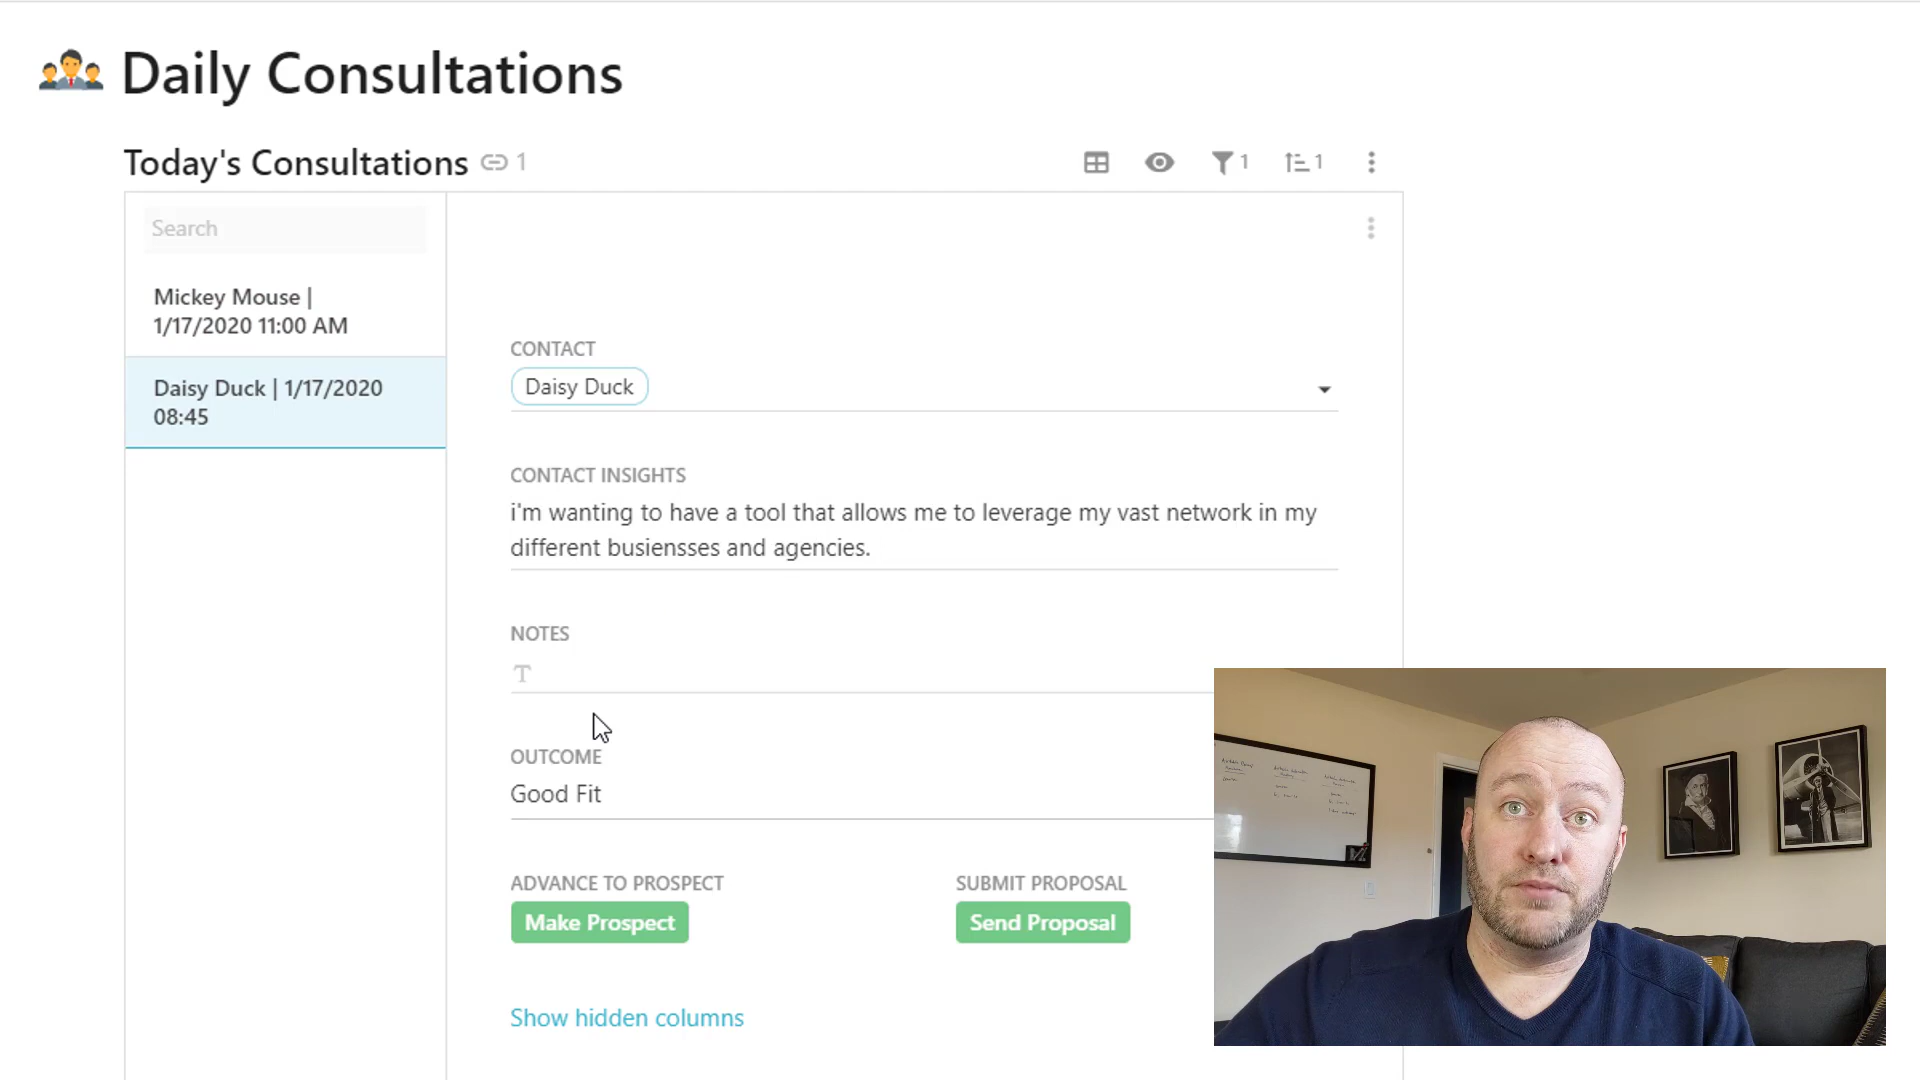 Daily Consultations
Today's Consultations 1
1
1
Search
Mickey Mouse |
1/17/2020 11:00 AM
Daisy Duck | 1/17/2020
08:45
CONTACT
Daisy Duck
CONTACT INSIGHTS
i'm wanting to have a tool that allows me to leverage my vast network in my
different busiensses and agencies.
NOTES
OUTCOME
Good Fit
ADVANCE TO PROSPECT
SUBMIT PROPOSAL
Make Prospect
Send Proposal
Show hidden columns